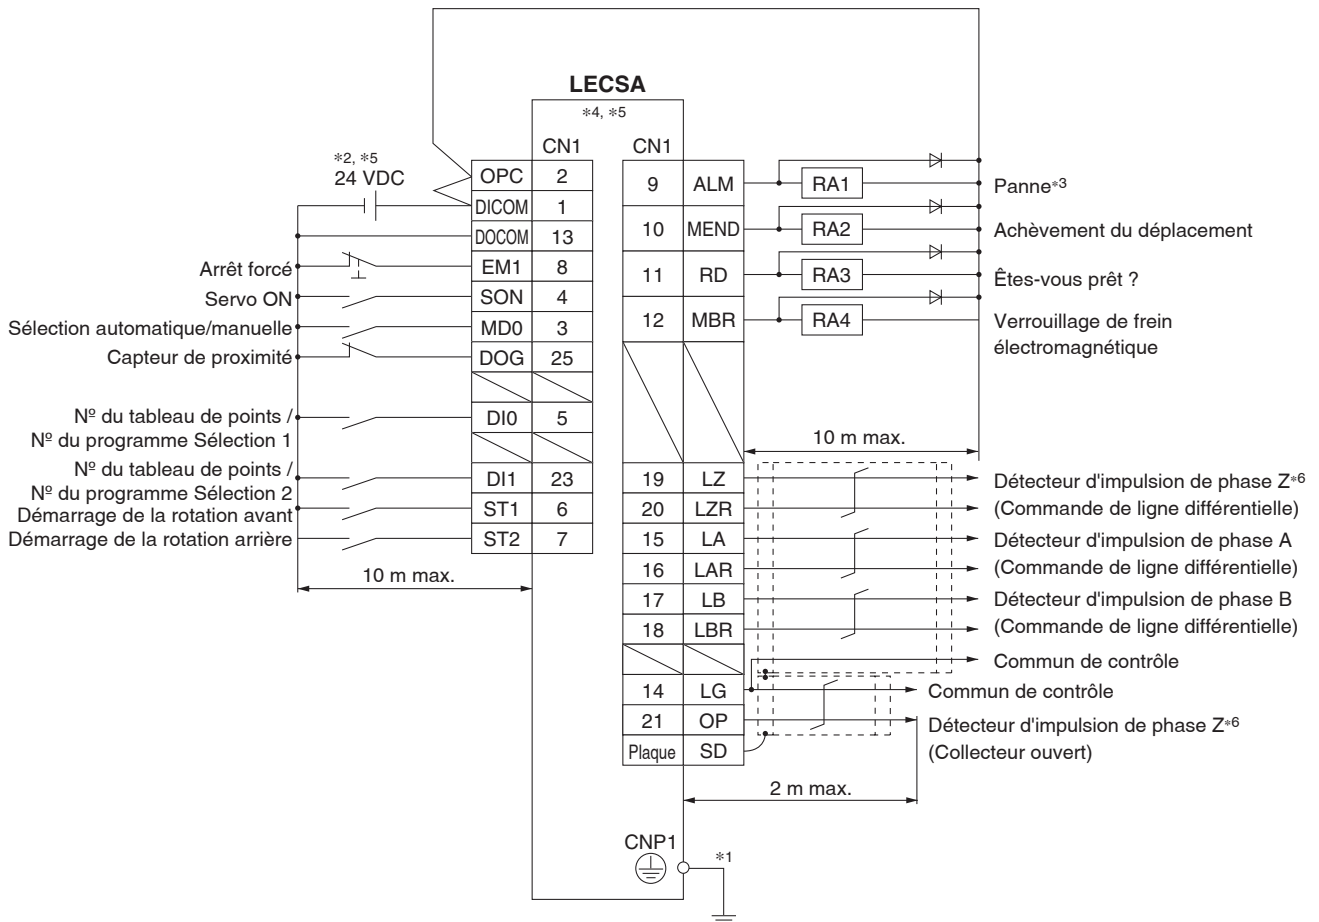 LECSA
*4, *5
CN1
CN1
*2, *5
24 VDC
OPC 2
DICOM 1
DOCOM 13
Arrêt forcé EM1 8
Servo ON SON 4
Sélection automatique/manuelle MD0 3
Capteur de proximité DOG 25
Nº du tableau de points /
Nº du programme Sélection 1
DI0 5
Nº du tableau de points /
Nº du programme Sélection 2
DI1 23
Démarrage de la rotation avant ST1 6
Démarrage de la rotation arrière ST2 7
10 m max.
9 ALM RA1 Panne*3
10 MEND RA2 Achèvement du déplacement
11 RD RA3 Êtes-vous prêt ?
12 MBR RA4 Verrouillage de frein
électromagnétique
10 m max.
19 LZ Détecteur d'impulsion de phase Z*6
20 LZR (Commande de ligne différentielle)
15 LA Détecteur d'impulsion de phase A
16 LAR (Commande de ligne différentielle)
17 LB Détecteur d'impulsion de phase B
18 LBR (Commande de ligne différentielle)
Commun de contrôle
14 LG Commun de contrôle
21 OP Détecteur d'impulsion de phase Z*6
(Collecteur ouvert)
Plaque SD
2 m max.
CNP1
*1